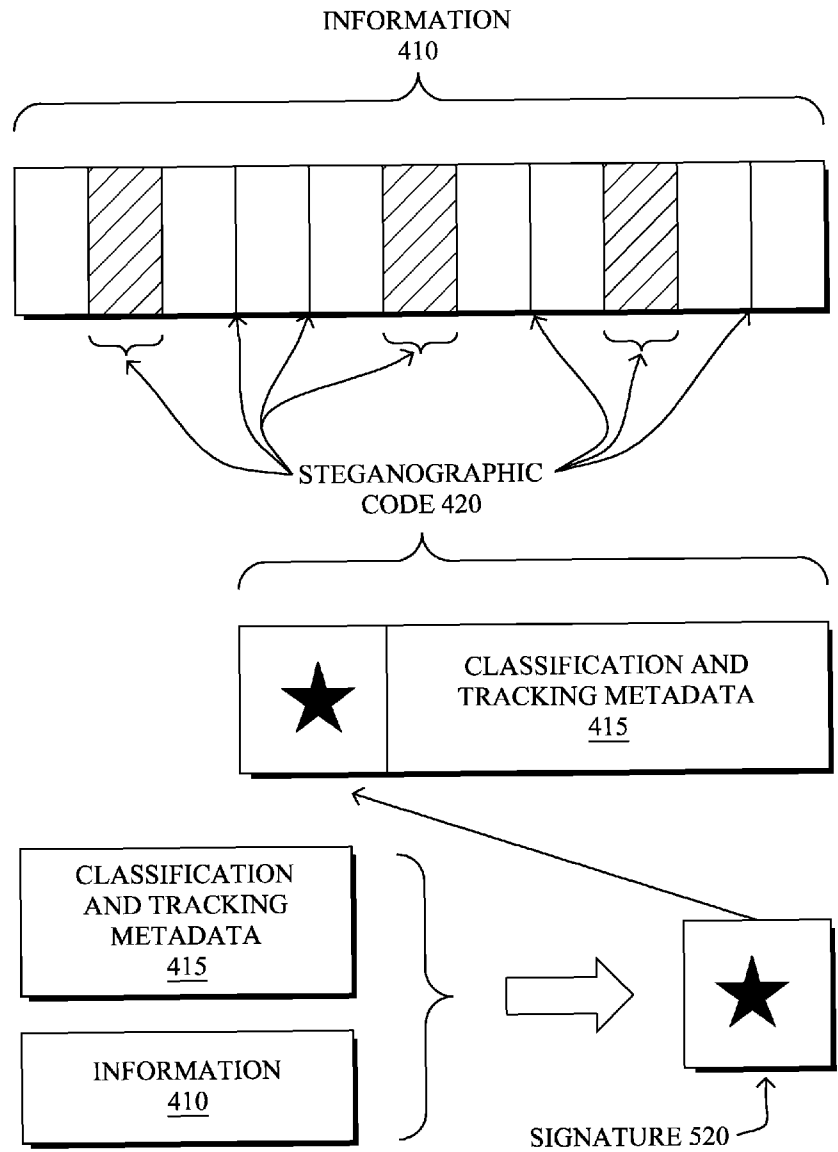 INFORMATION
410
STEGANOGRAPHIC
CODE 420
CLASSIFICATION AND
TRACKING METADATA
415
CLASSIFICATION
AND TRACKING
METADATA
415
INFORMATION
410
SIGNATURE 520